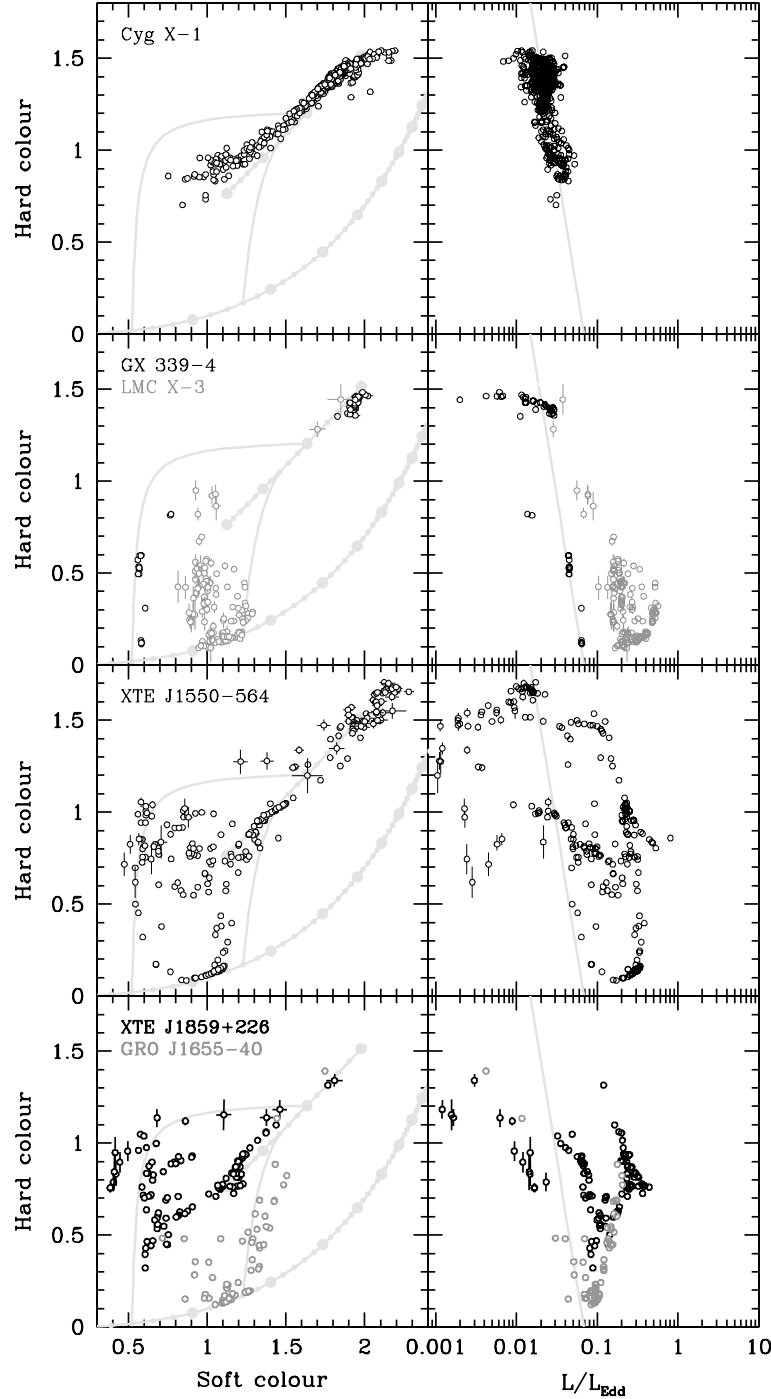 Cyg X-1
1.5
1
0.5
0
Hard colour
GX 339-4
LMC X-3
1.5
1
0.5
0
Hard colour
XTE J1550-564
1.5
1
0.5
0
Hard colour
XTE J1859+226
GRO J1655-40
1.5
1
0.5
0
Hard colour
0.5 1 1.5 2 0.001 0.01 0.1 1 10
Soft colour L/L_Edd